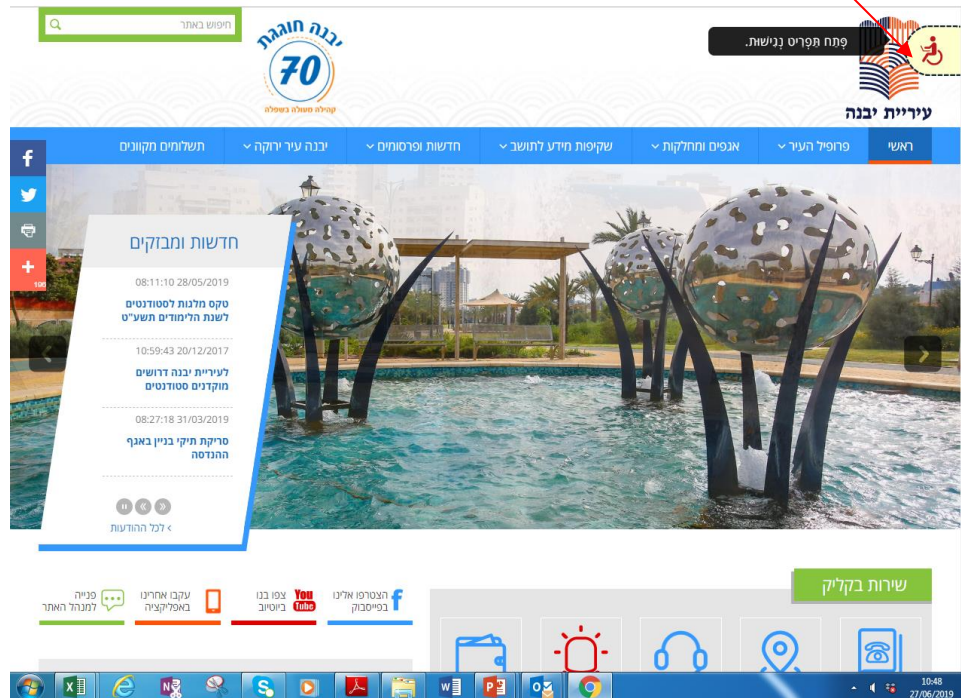 חיפוש באתר
יבנה חוגגת
70
קהילה מעולה בשפלה
פְּתַח תַּפְרִיט נְגִישׁוּת.
עיריית יבנה
ראשי
פרופיל העיר
אגפים ומחלקות
שקיפות מידע לתושב
חדשות ופרסומים
יבנה עיר ירוקה
תשלומים מקוונים
חדשות ומבזקים
08:11:10 28/05/2019
טקס מלגות לסטודנטים
לשנת הלימודים תשע"ט
10:59:43 20/12/2017
לעיריית יבנה דרושים
מוקדנים סטודנטים
08:27:18 31/03/2019
סריקת תיקי בניין באגף
ההנדסה
› לכל ההודעות
הצטרפו אלינו
בפייסבוק
You
Tube
צפו בנו
ביוטיוב
עקבו אחרינו
באפליקציה
פנייה
למנהל האתר
שירות בקליק
10:48
27/06/2019